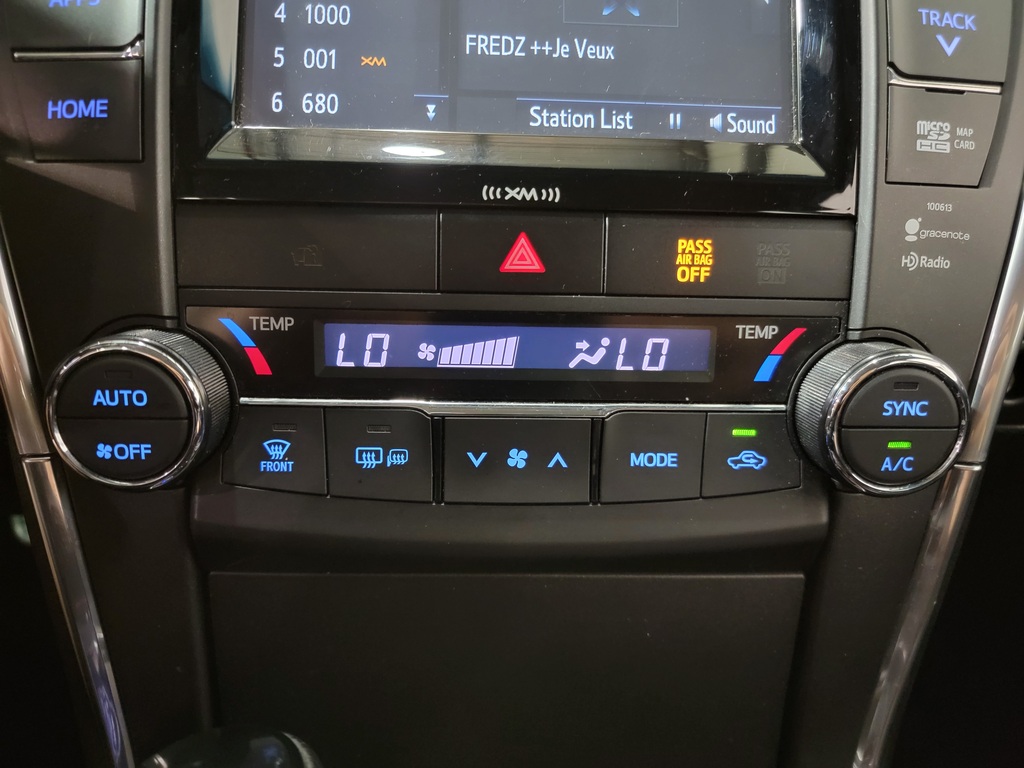 APPS
HOME
4 1000
5 001 XM
6 680
FREDZ ++Je Veux
Station List
Sound
TRACK
micro
SD
HC
MAP
CARD
XM
100613
gracenote
HD Radio
PASS
AIR BAG
OFF
PASS
AIR BAG
ON
TEMP
LO
LO
TEMP
AUTO
OFF
FRONT
MODE
SYNC
A/C